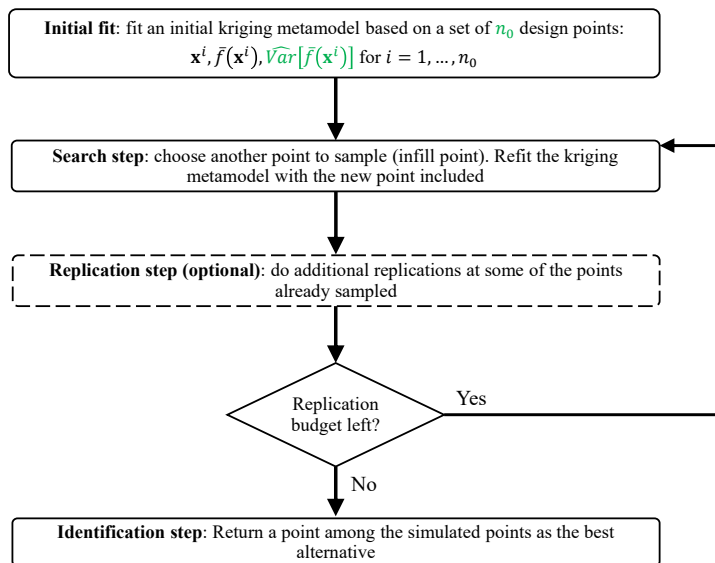 Initial fit: fit an initial kriging metamodel based on a set of n₀ design points:
𝐱ⁱ, f̄(𝐱ⁱ), V̂ar[f̄(𝐱ⁱ)] for i = 1, … , n₀
Search step: choose another point to sample (infill point). Refit the kriging
metamodel with the new point included
Replication step (optional): do additional replications at some of the points
already sampled
Replication
budget left?
Yes
No
Identification step: Return a point among the simulated points as the best
alternative